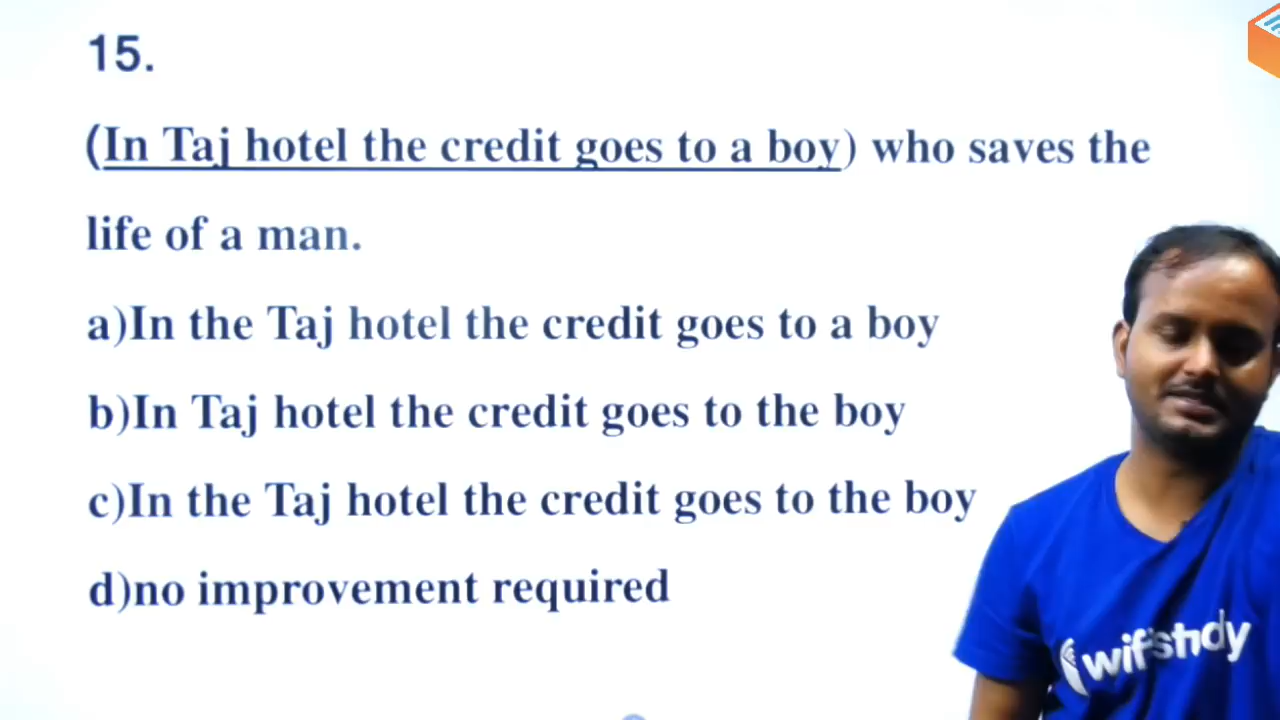 15.
(In Taj hotel the credit goes to a boy) who saves the
life of a man.
a)In the Taj hotel the credit goes to a boy
b)In Taj hotel the credit goes to the boy
c)In the Taj hotel the credit goes to the boy
d)no improvement required
wifistudy